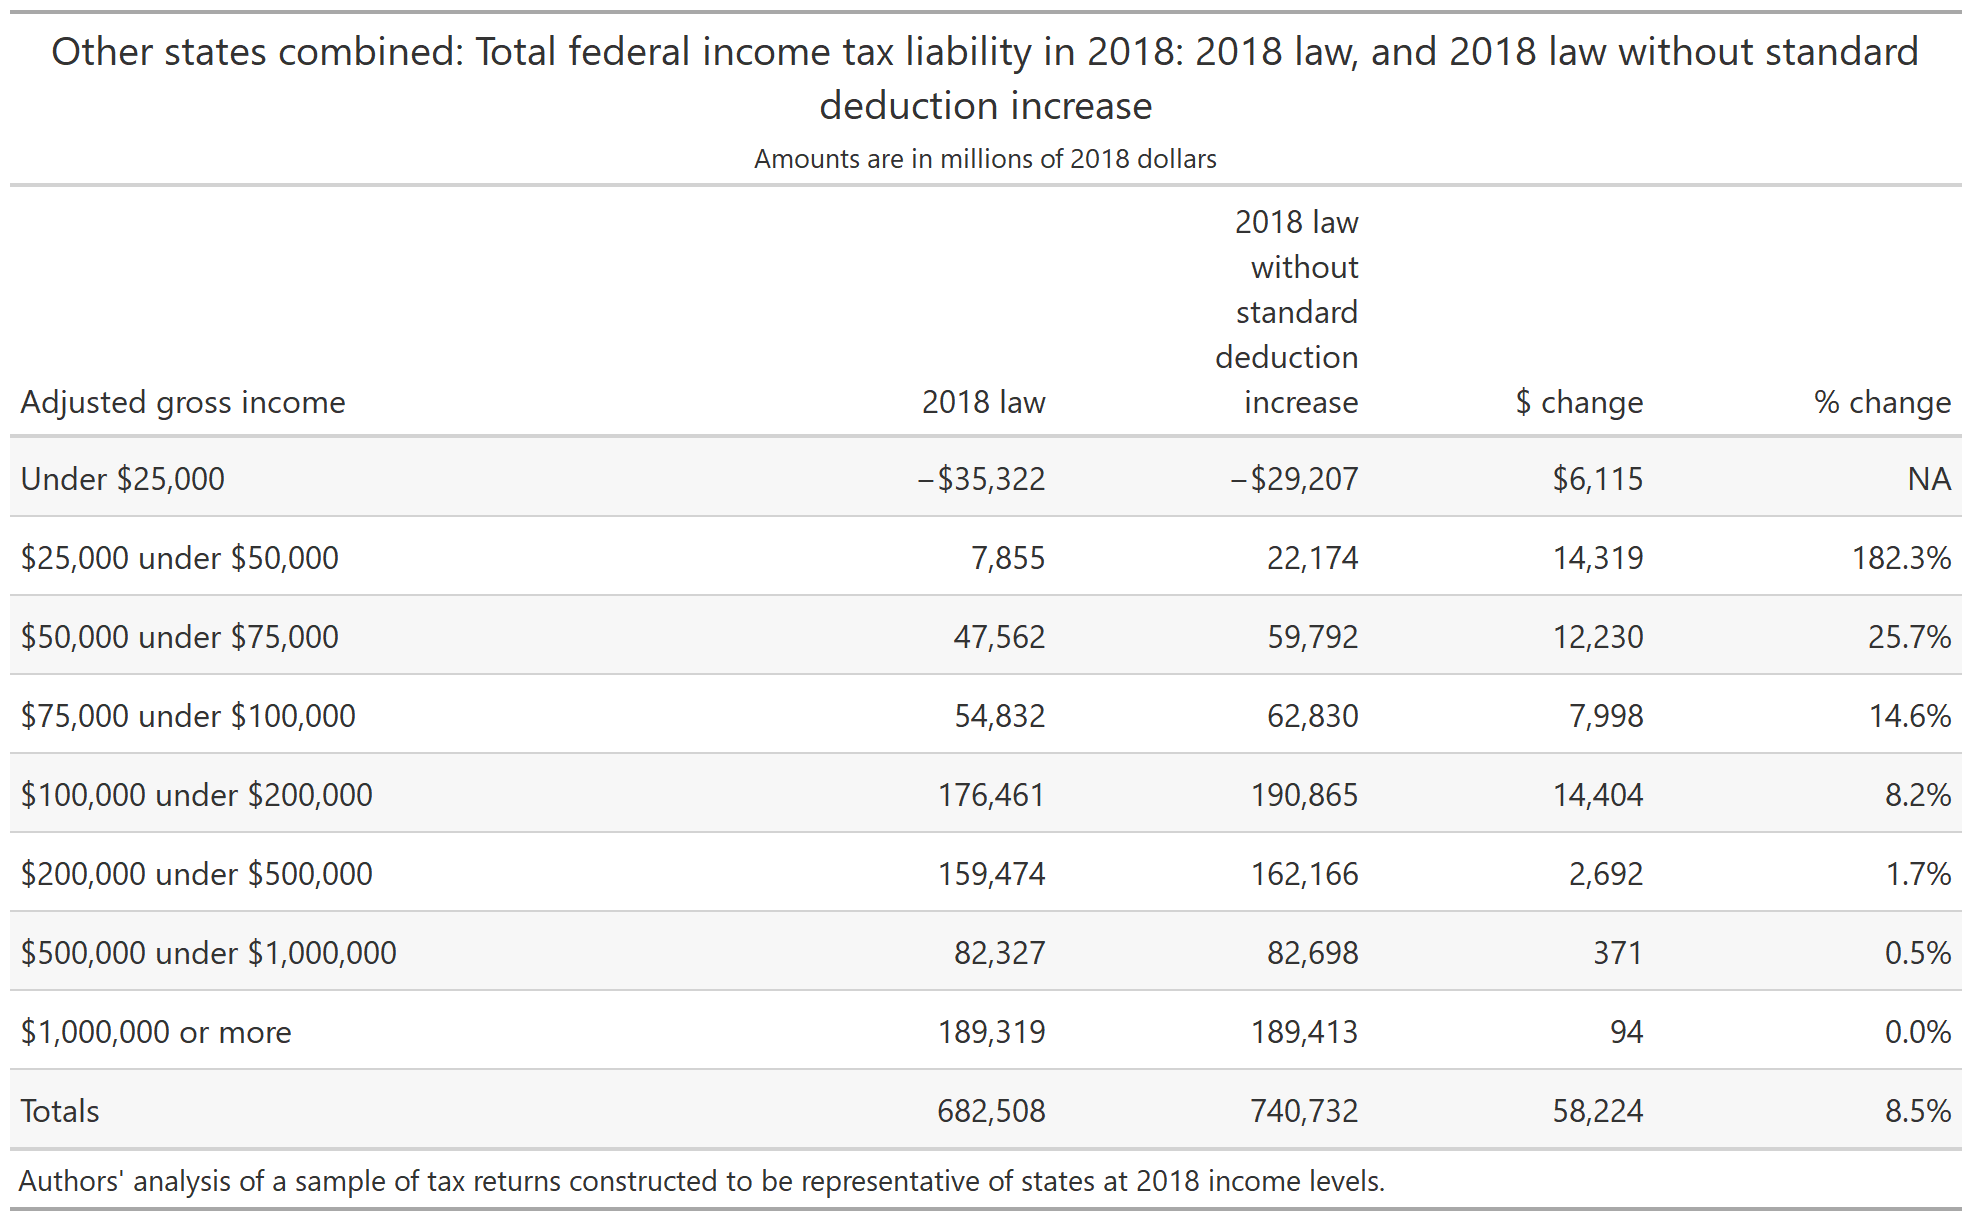 Other states combined: Total federal income tax liability in 2018: 2018 law, and 2018 law without standard
deduction increase
Amounts are in millions of 2018 dollars
2018 law
without
standard
deduction
Adjusted gross income 2018 law increase $ change % change
Under $25,000 −$35,322 −$29,207 $6,115 NA
$25,000 under $50,000 7,855 22,174 14,319 182.3%
$50,000 under $75,000 47,562 59,792 12,230 25.7%
$75,000 under $100,000 54,832 62,830 7,998 14.6%
$100,000 under $200,000 176,461 190,865 14,404 8.2%
$200,000 under $500,000 159,474 162,166 2,692 1.7%
$500,000 under $1,000,000 82,327 82,698 371 0.5%
$1,000,000 or more 189,319 189,413 94 0.0%
Totals 682,508 740,732 58,224 8.5%
Authors' analysis of a sample of tax returns constructed to be representative of states at 2018 income levels.